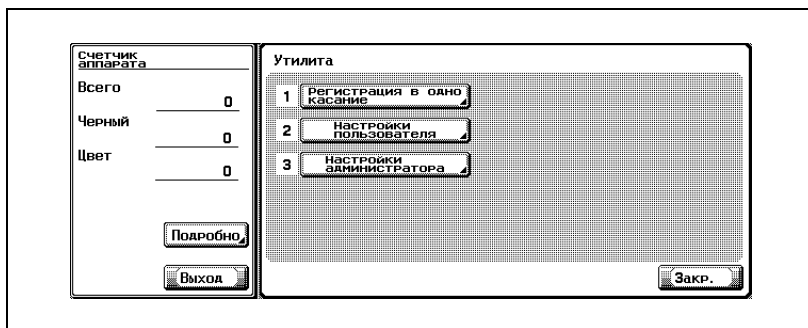 Счетчик
аппарата
Всего
0
Черный
0
Цвет
0
Подробно
Выход
Утилита
1 Регистрация в одно
касание
2 Настройки
пользователя
3 Настройки
администратора
Закр.